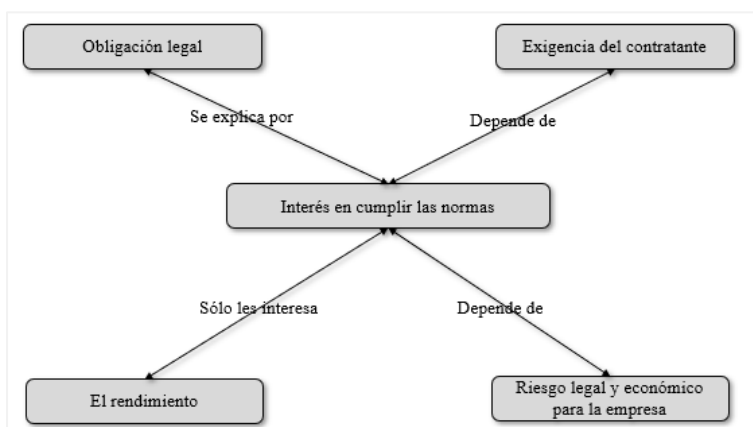 Obligación legal
Exigencia del contratante
Se explica por
Depende de
Interés en cumplir las normas
Sólo les interesa
Depende de
El rendimiento
Riesgo legal y económico
para la empresa